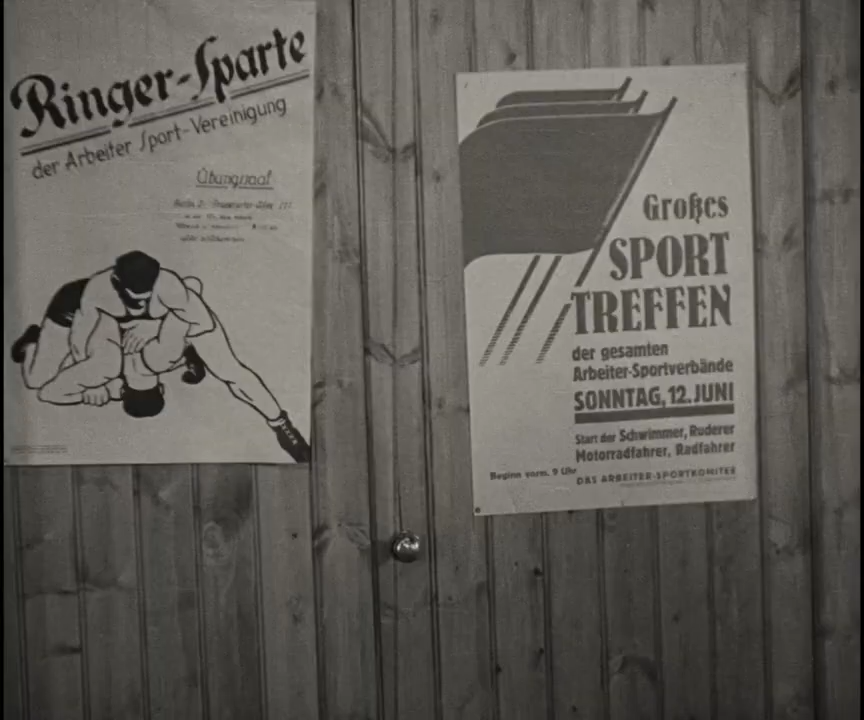 Ringer-Sparte
der Arbeiter Sport-Vereinigung
Übungssaal
Großes
SPORT
TREFFEN
der gesamten
Arbeiter-Sportverbände
SONNTAG, 12. JUNI
Start der Schwimmer, Ruderer
Motorradfahrer, Radfahrer
Beginn vorm. 9 Uhr
DAS ARBEITER-SPORTKOMITEE